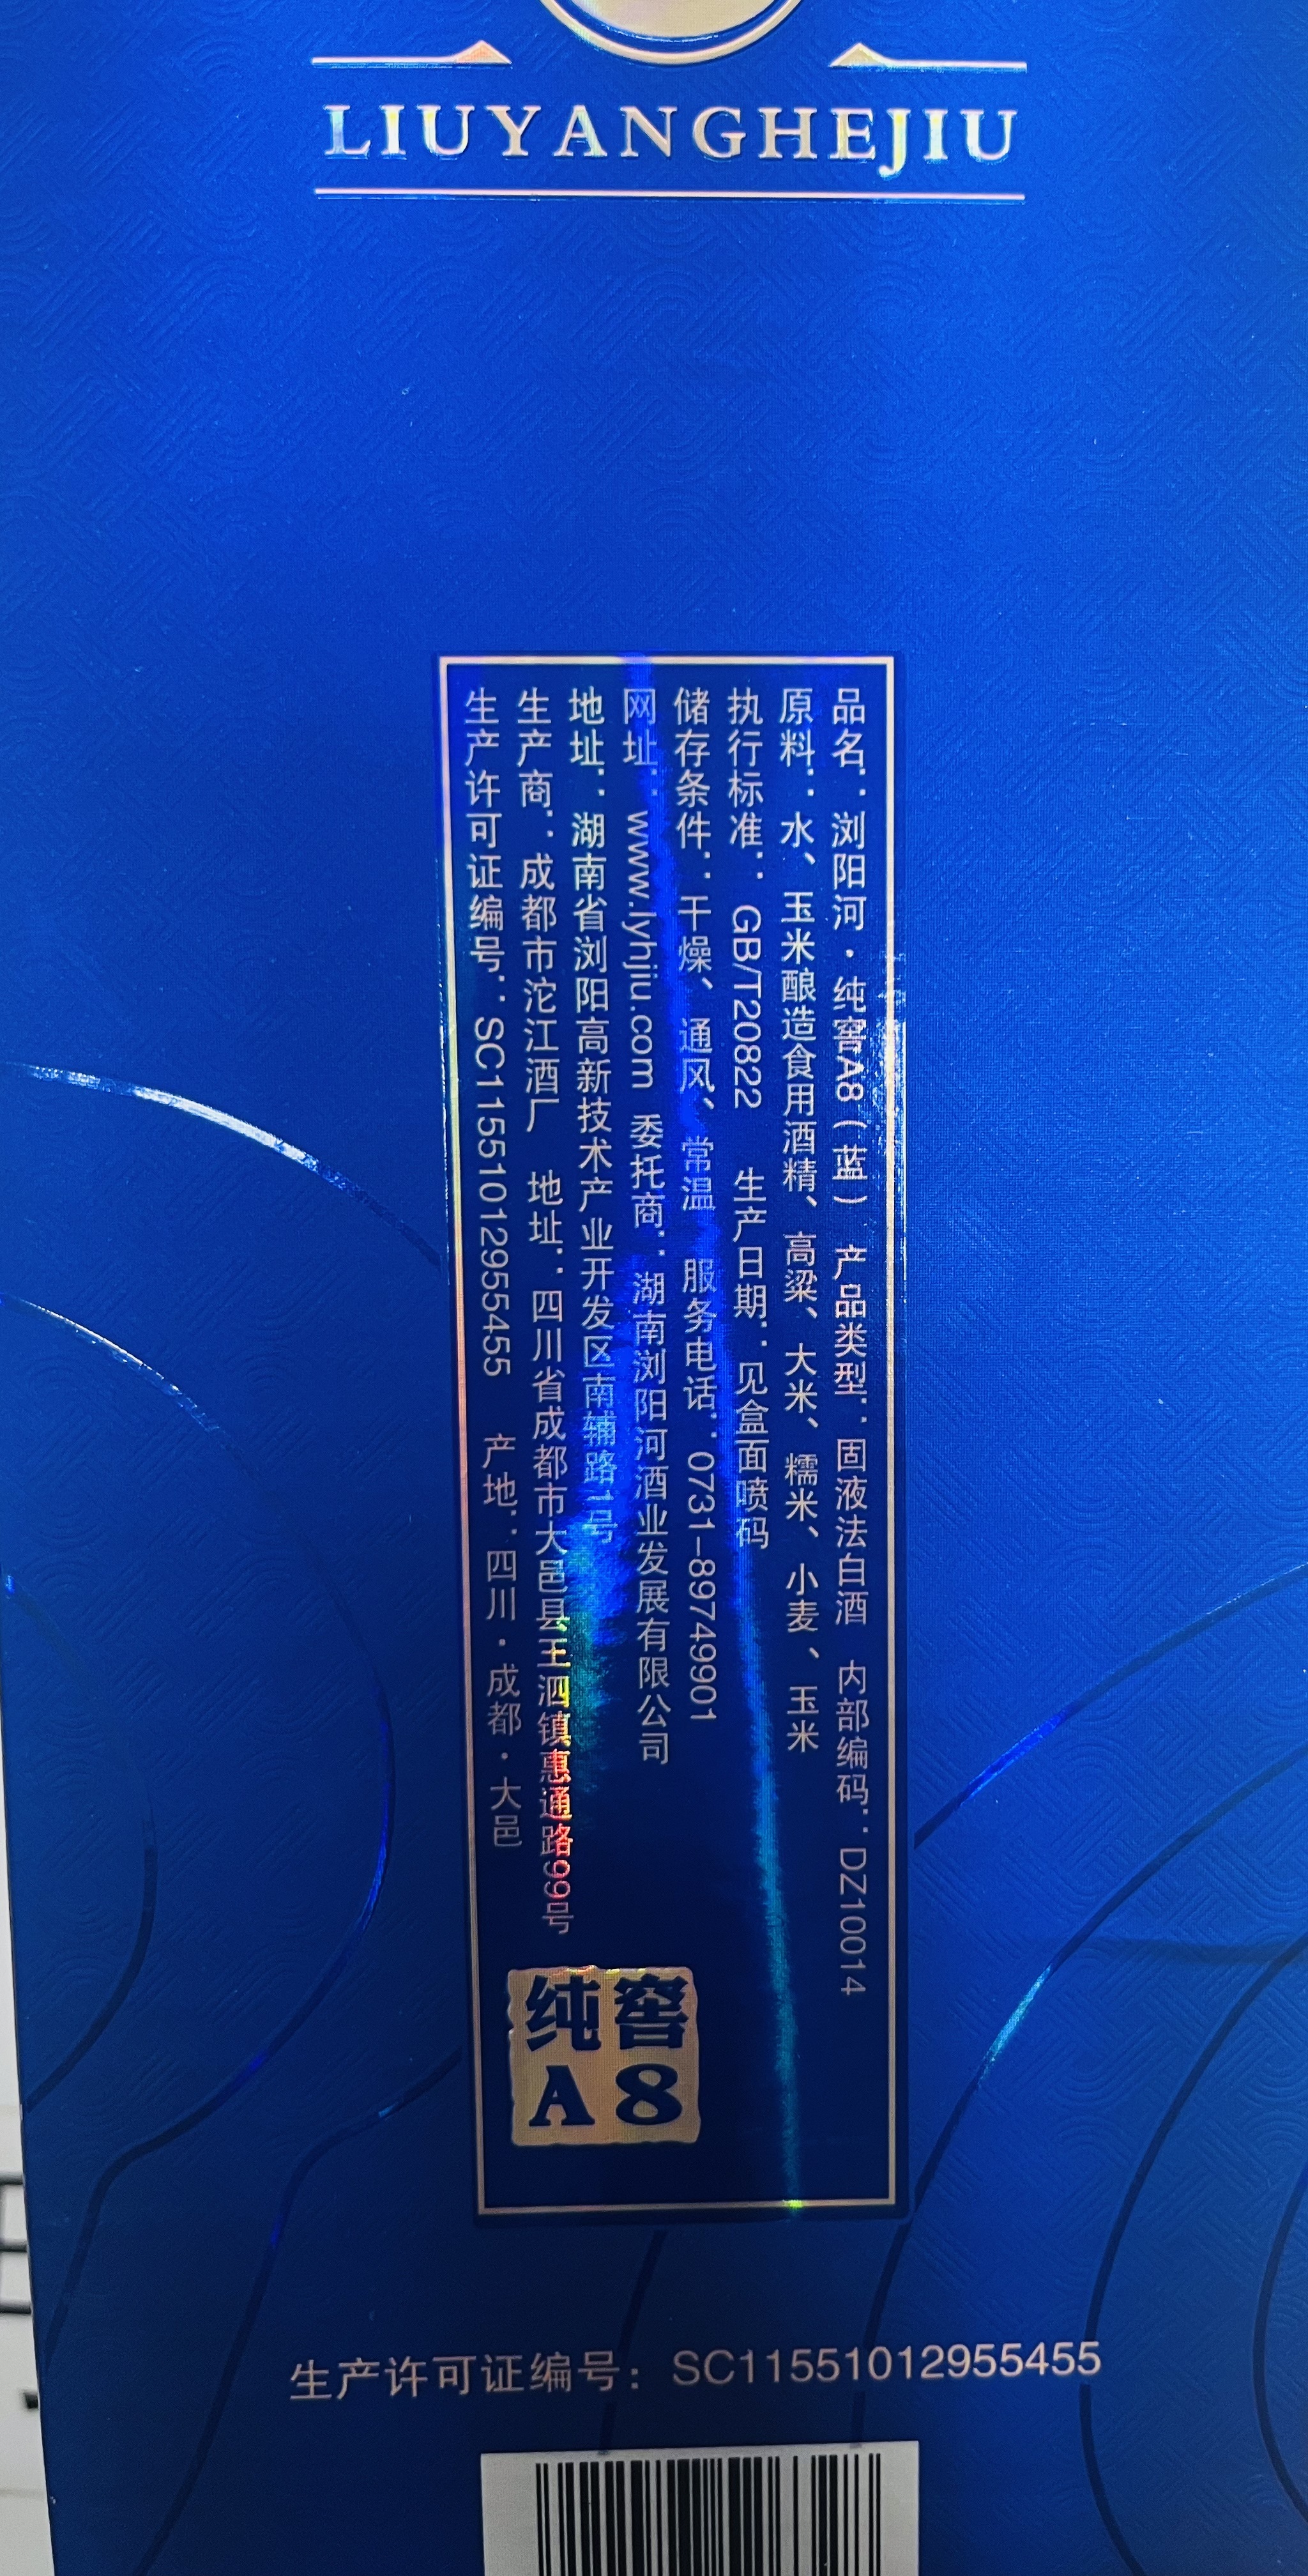 LIUYANGHEJIU
品名：浏阳河·纯窖A8（蓝） 产品类型：固液法白酒 内部编码：DZ10014
原料：水、玉米酿造食用酒精、高粱、大米、糯米、小麦、玉米
执行标准：GB/T20822 生产日期：见盒面喷码
储存条件：干燥、通风、常温 服务电话：0731-89749901
网址：www.lyhjiu.com 委托商：湖南浏阳河酒业发展有限公司
地址：湖南省浏阳高新技术产业开发区南辅路1号
生产商：成都市沱江酒厂 地址：四川省成都市大邑县王泗镇惠通路99号
生产许可证编号：SC11551012955455 产地：四川·成都·大邑
纯窖
A8
生产许可证编号：SC11551012955455